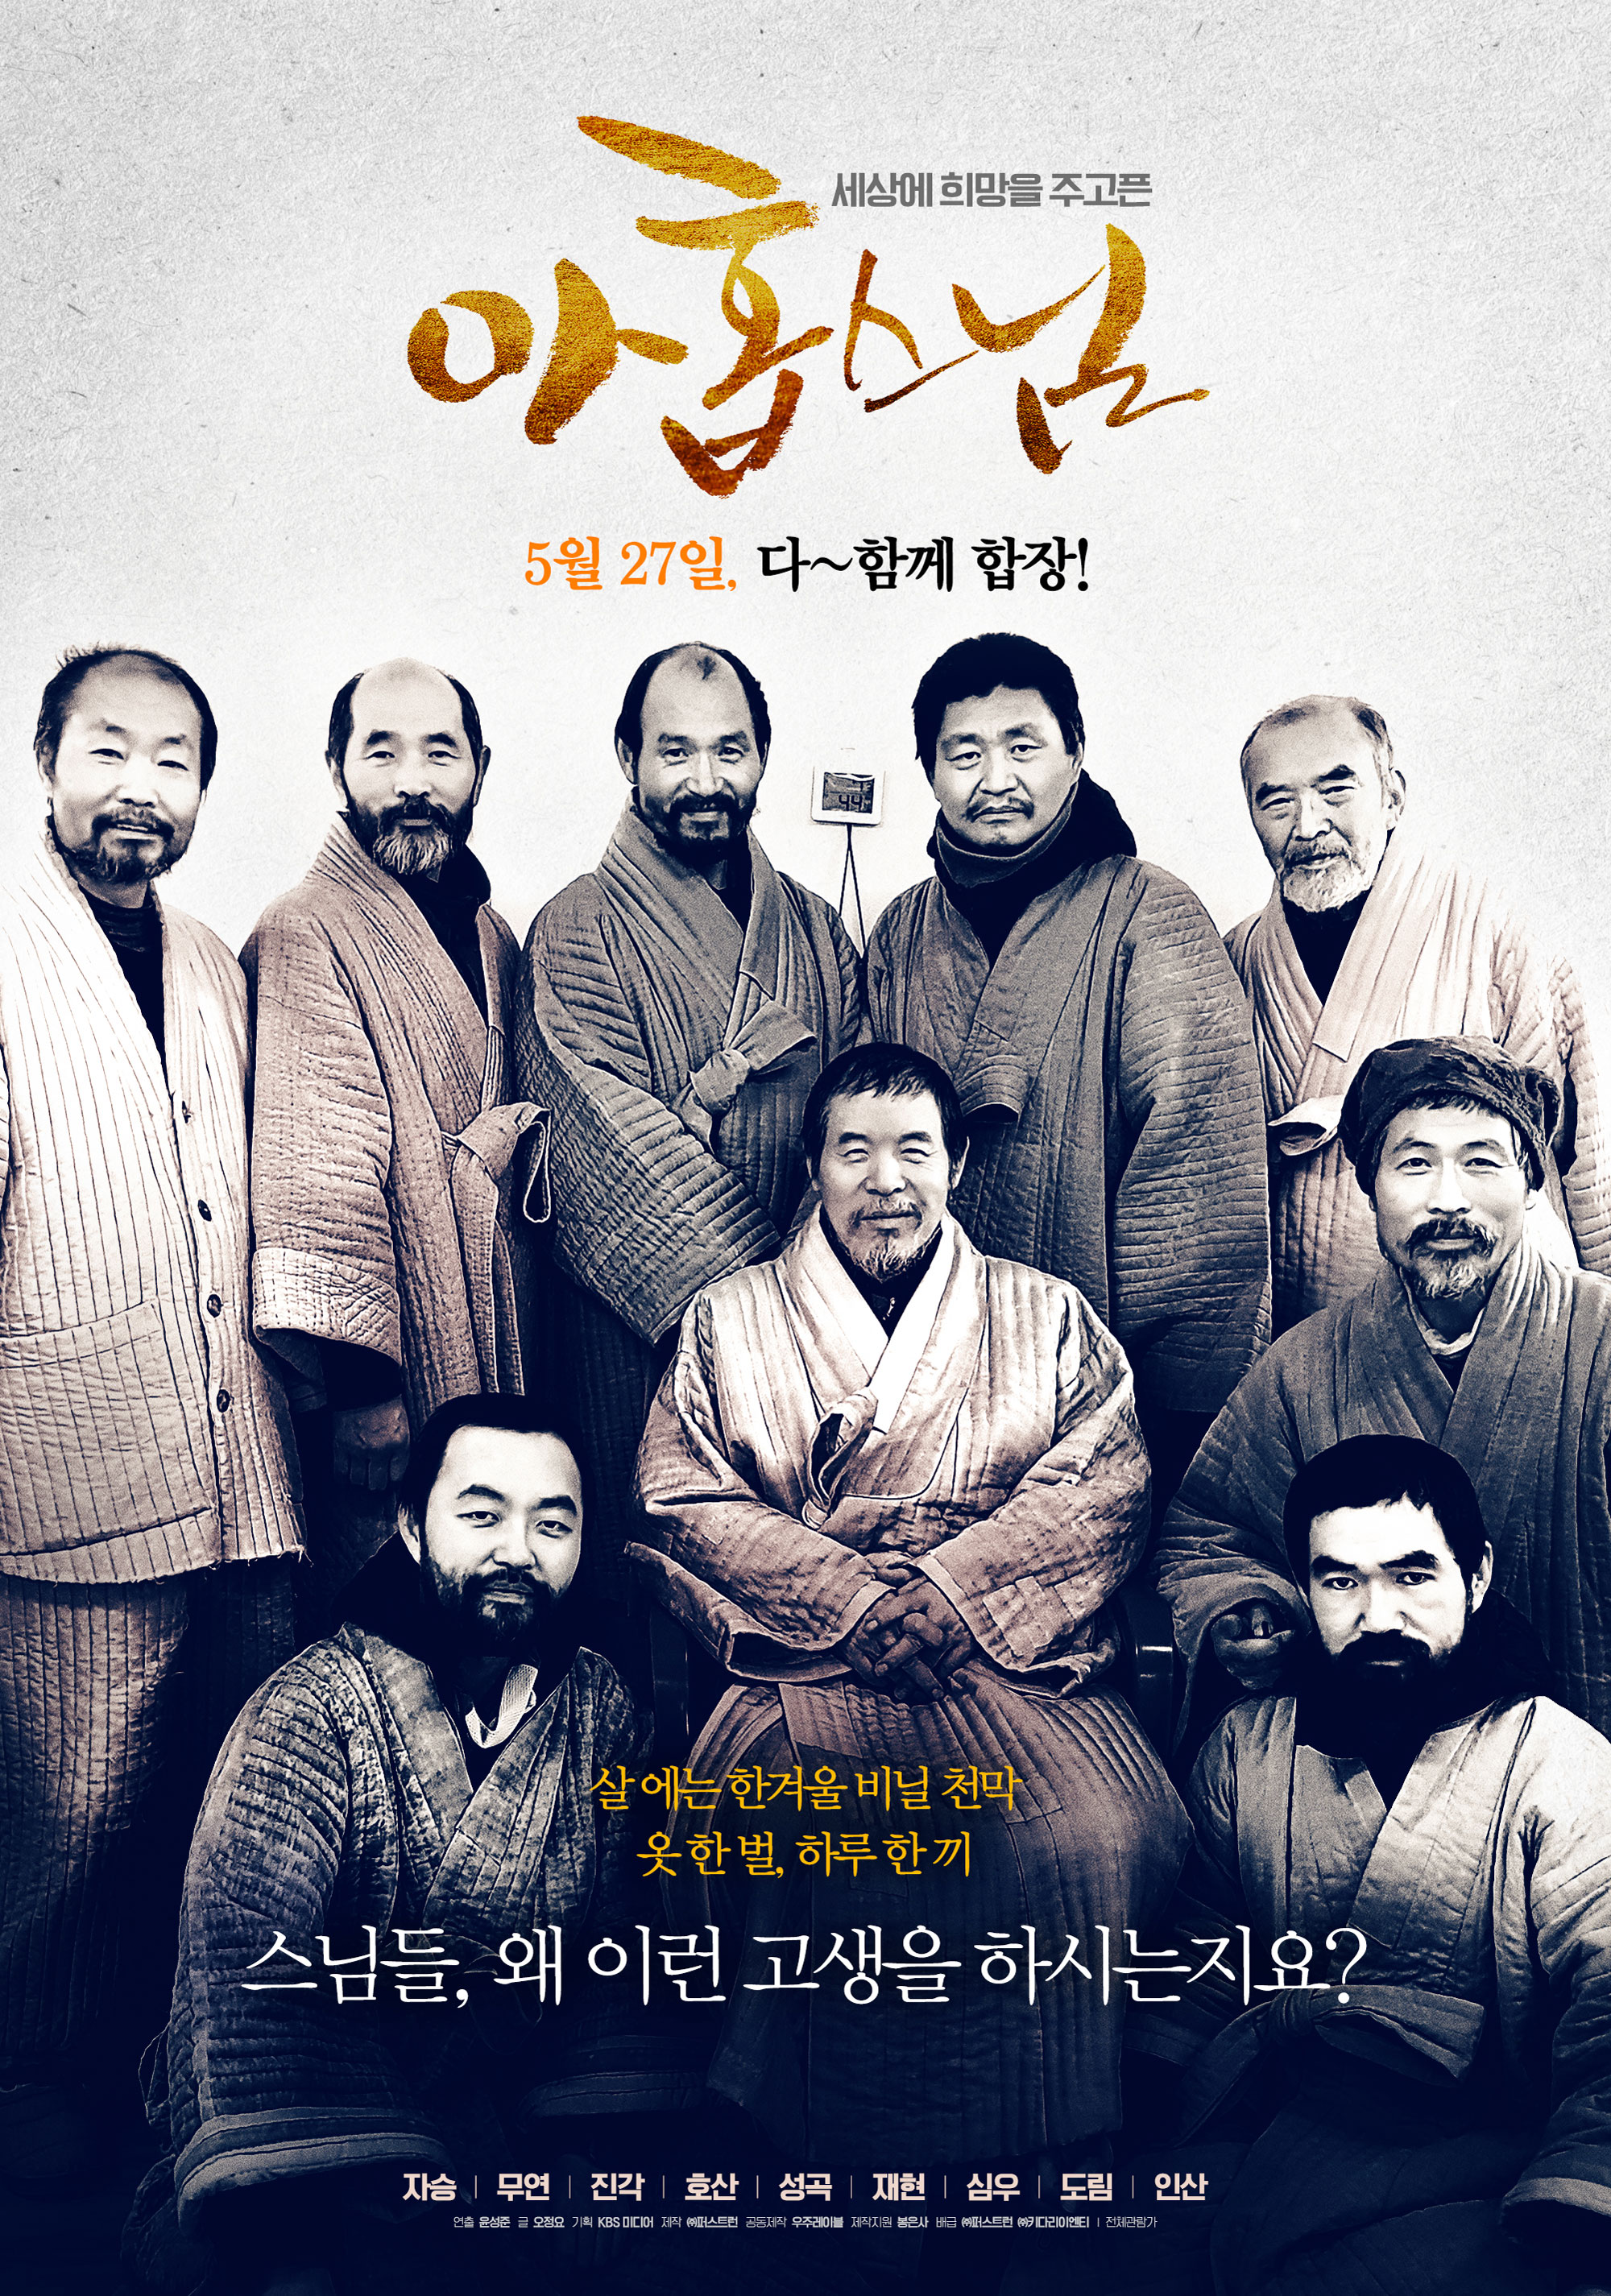 세상에 희망을 주고픈
아홉스님
5월 27일, 다~함께 합장!
44
살 에는 한겨울 비닐 천막
옷 한 벌, 하루 한 끼
스님들, 왜 이런 고생을 하시는지요?
자승 | 무연 | 진각 | 호산 | 성곡 | 재현 | 심우 | 도림 | 인산
연출 윤성준 글 오정요 기획 KBS 미디어 제작 ㈜퍼스트런 공동제작 우주레이블 제작지원 봉은사 배급 ㈜퍼스트런 ㈜키다리이엔티 | 전체관람가